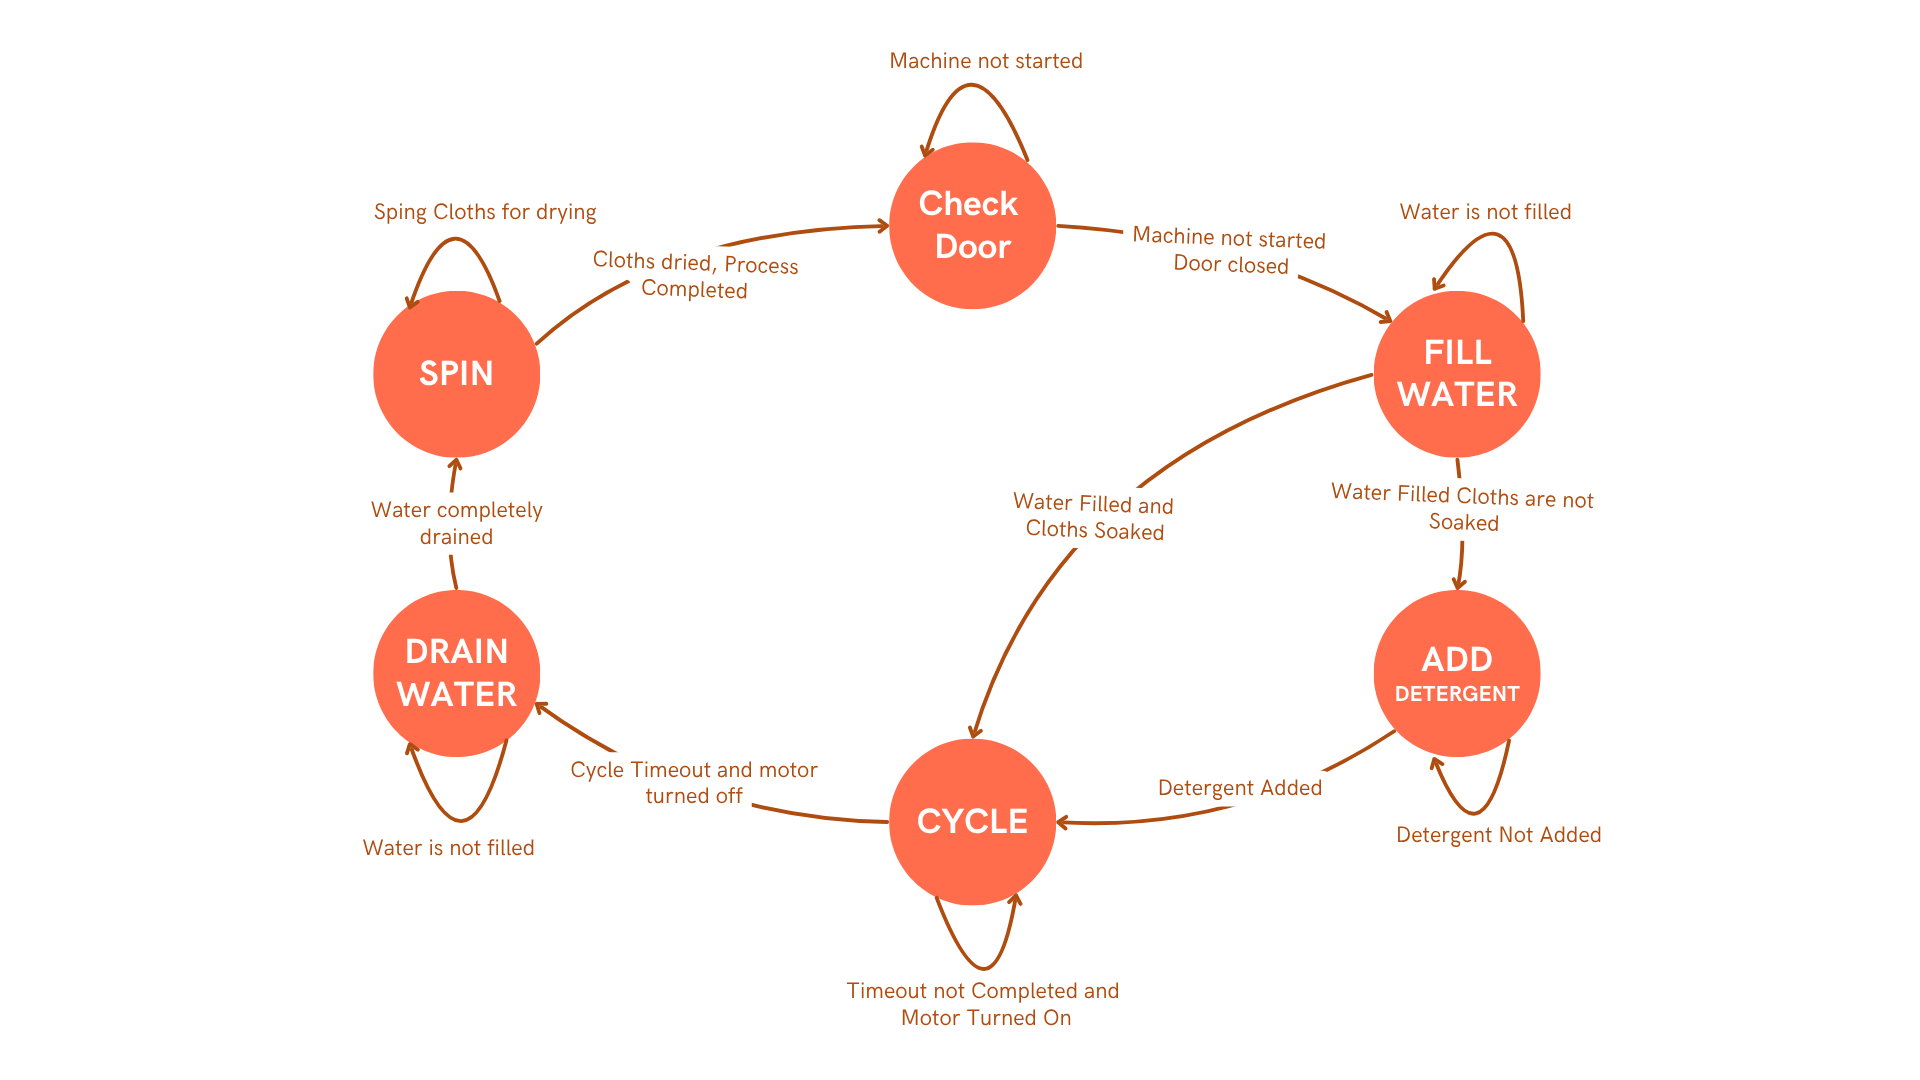 Machine not started
Check
Door
Sping Cloths for drying
Water is not filled
Cloths dried, Process
Completed
Machine not started
Door closed
SPIN
FILL
WATER
Water completely
drained
Water Filled and
Cloths Soaked
Water Filled Cloths are not
Soaked
DRAIN
WATER
ADD
DETERGENT
Cycle Timeout and motor
turned off
CYCLE
Detergent Added
Water is not filled
Detergent Not Added
Timeout not Completed and
Motor Turned On